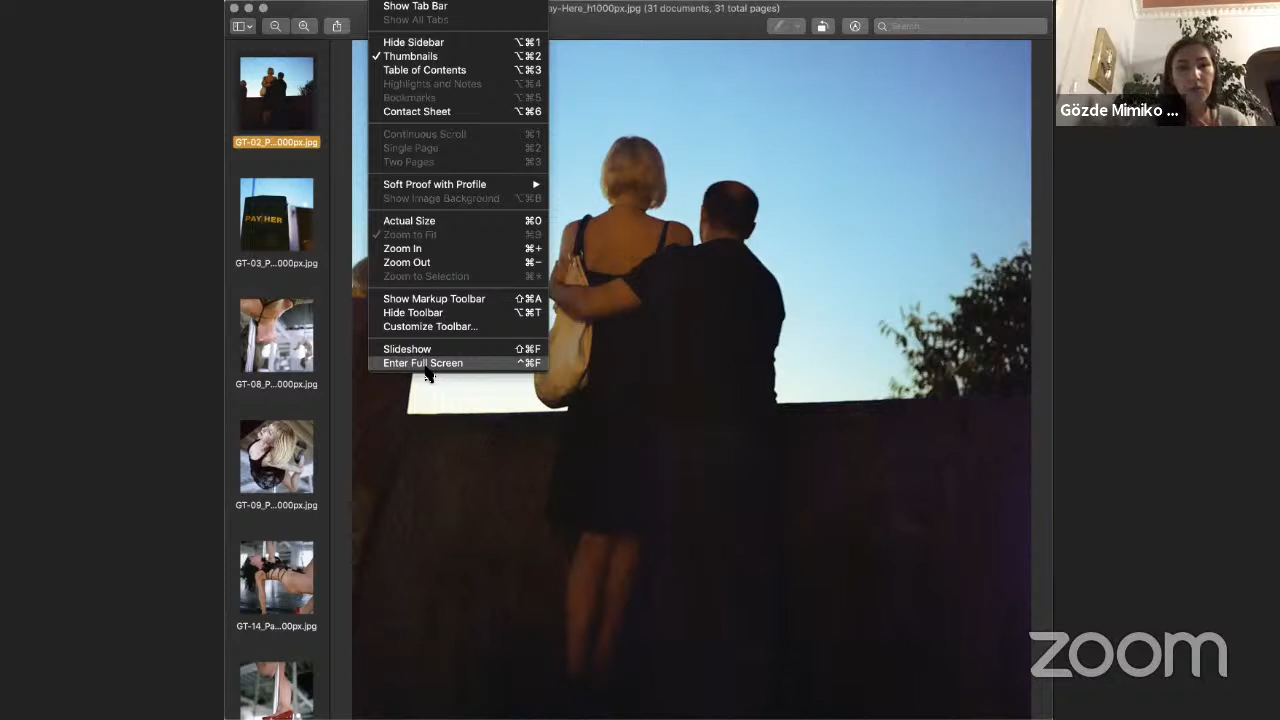 Show Tab Bar
Show All Tabs
ay-Here_h1000px.jpg (31 documents, 31 total pages)
Search
Hide Sidebar ⌥⌘1
✓ Thumbnails ⌥⌘2
Table of Contents ⌥⌘3
Highlights and Notes ⌥⌘4
Bookmarks ⌥⌘5
Contact Sheet ⌥⌘6
Continuous Scroll ⌘1
Single Page ⌘2
Two Pages ⌘3
Soft Proof with Profile
Show Image Background ⌥⌘B
Actual Size ⌘0
✓ Zoom to Fit ⌘9
Zoom In ⌘+
Zoom Out ⌘−
Zoom to Selection ⌘*
Show Markup Toolbar ⇧⌘A
Hide Toolbar ⌥⌘T
Customize Toolbar...
Slideshow ⇧⌘F
Enter Full Screen ^⌘F
GT-02_P...000px.jpg
PAY HER
GT-03_P...000px.jpg
GT-08_P...000px.jpg
GT-09_P...000px.jpg
GT-14_Pa...00px.jpg
Gözde Mimiko ...
zoom